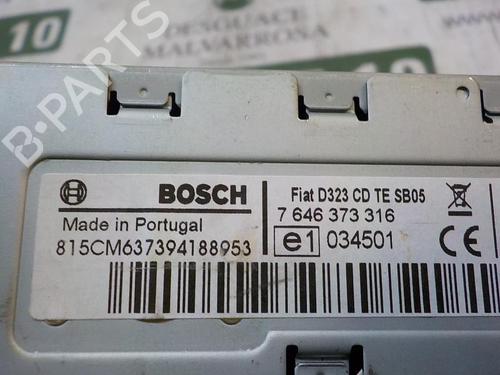 10
DESGUACE
MALVARROSA
10
B-PARTS
BOSCH
Made in Portugal
815CM637394188953
Fiat D323 CD TE SB05
7 646 373 316
e1 034501
CE